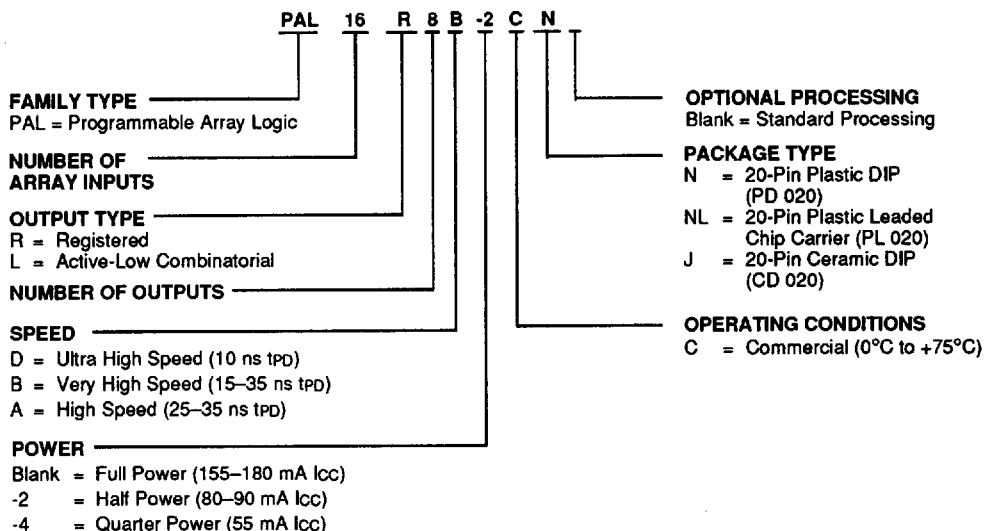 PAL 16 R 8 B -2 C N
FAMILY TYPE
PAL = Programmable Array Logic
NUMBER OF
ARRAY INPUTS
OUTPUT TYPE
R = Registered
L = Active-Low Combinatorial
NUMBER OF OUTPUTS
SPEED
D = Ultra High Speed (10 ns tPD)
B = Very High Speed (15–35 ns tPD)
A = High Speed (25–35 ns tPD)
POWER
Blank = Full Power (155–180 mA ICC)
-2 = Half Power (80–90 mA ICC)
-4 = Quarter Power (55 mA ICC)
OPTIONAL PROCESSING
Blank = Standard Processing
PACKAGE TYPE
N = 20-Pin Plastic DIP
(PD 020)
NL = 20-Pin Plastic Leaded
Chip Carrier (PL 020)
J = 20-Pin Ceramic DIP
(CD 020)
OPERATING CONDITIONS
C = Commercial (0°C to +75°C)